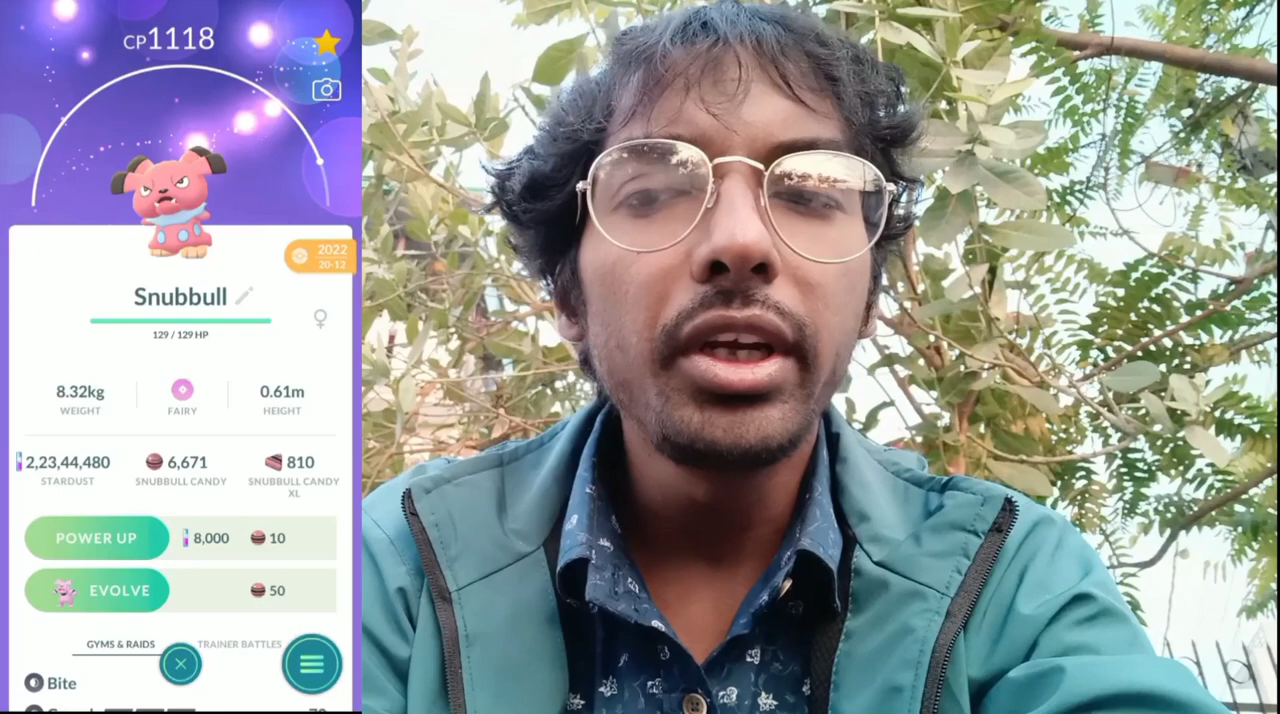 CP1118
2022
20-12
Snubbull
129 / 129 HP
8.32kg
WEIGHT
FAIRY
0.61m
HEIGHT
2,23,44,480
STARDUST
6,671
SNUBBULL CANDY
810
SNUBBULL CANDY
XL
POWER UP
8,000
10
EVOLVE
50
GYMS & RAIDS
TRAINER BATTLES
Bite